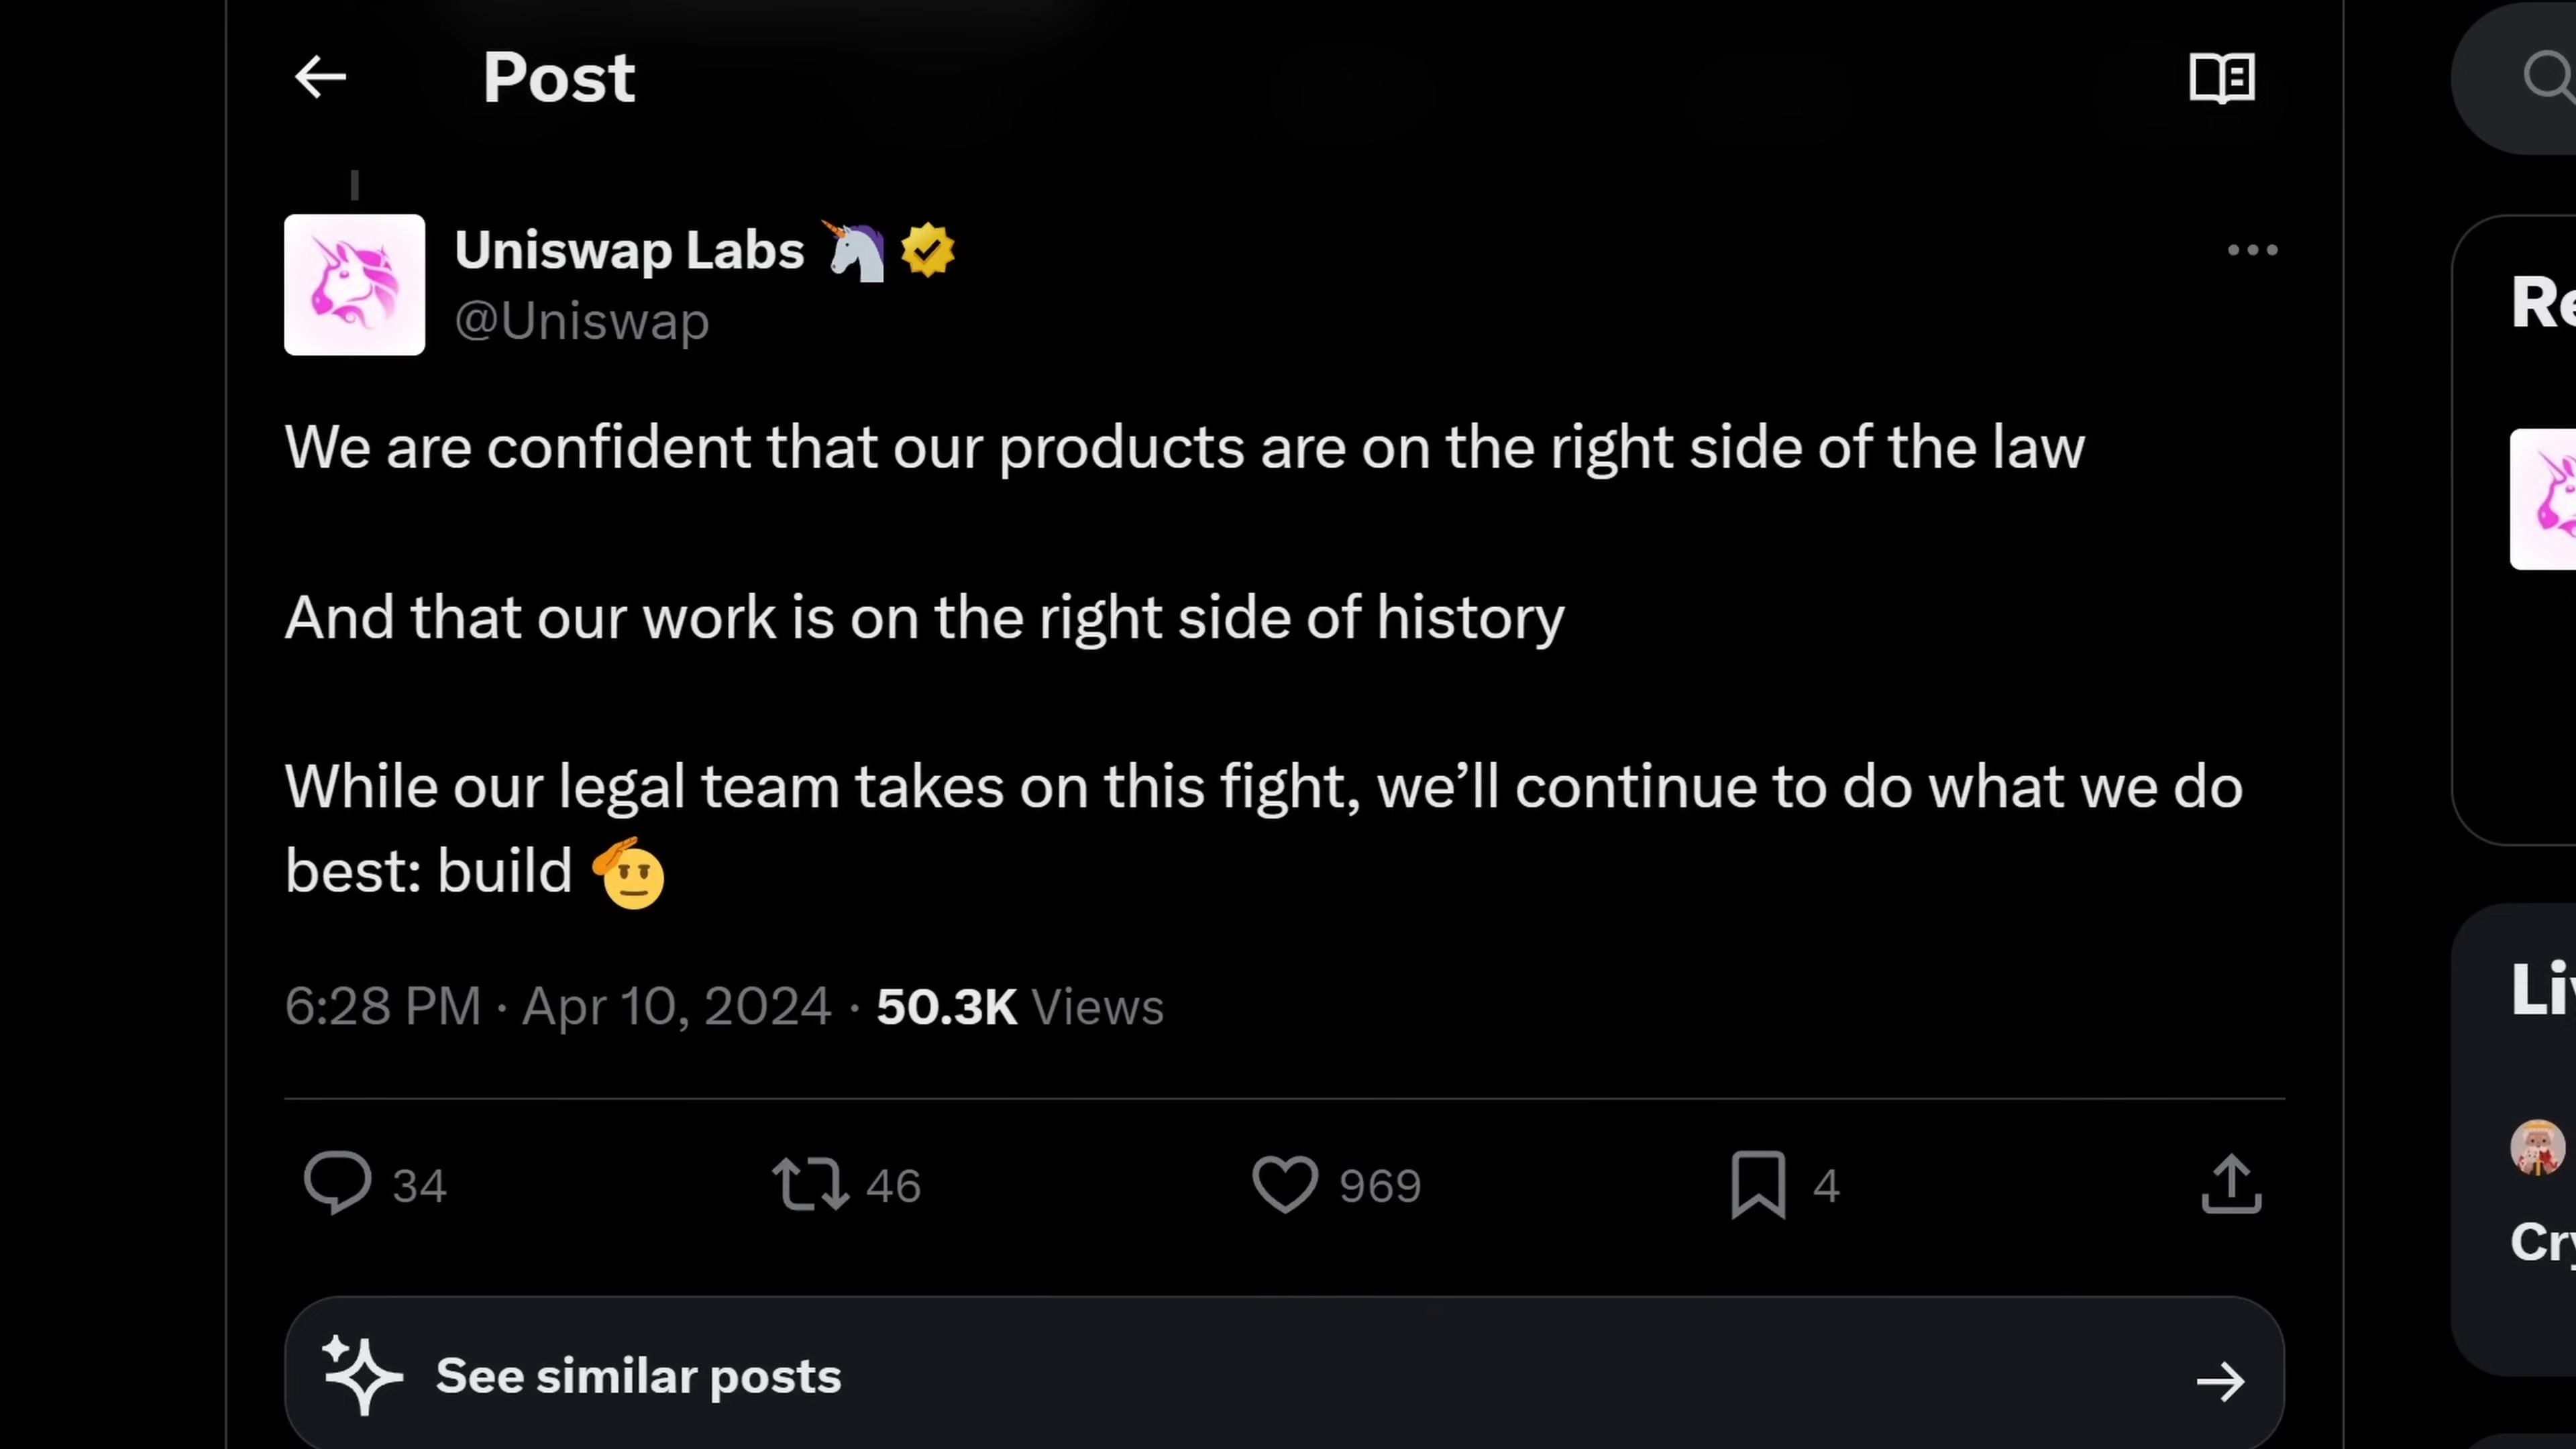 Post
Uniswap Labs 🦄
@Uniswap
We are confident that our products are on the right side of the law
And that our work is on the right side of history
While our legal team takes on this fight, we’ll continue to do what we do
best: build 🫡
6:28 PM · Apr 10, 2024 · 50.3K Views
34 46 969 4
See similar posts